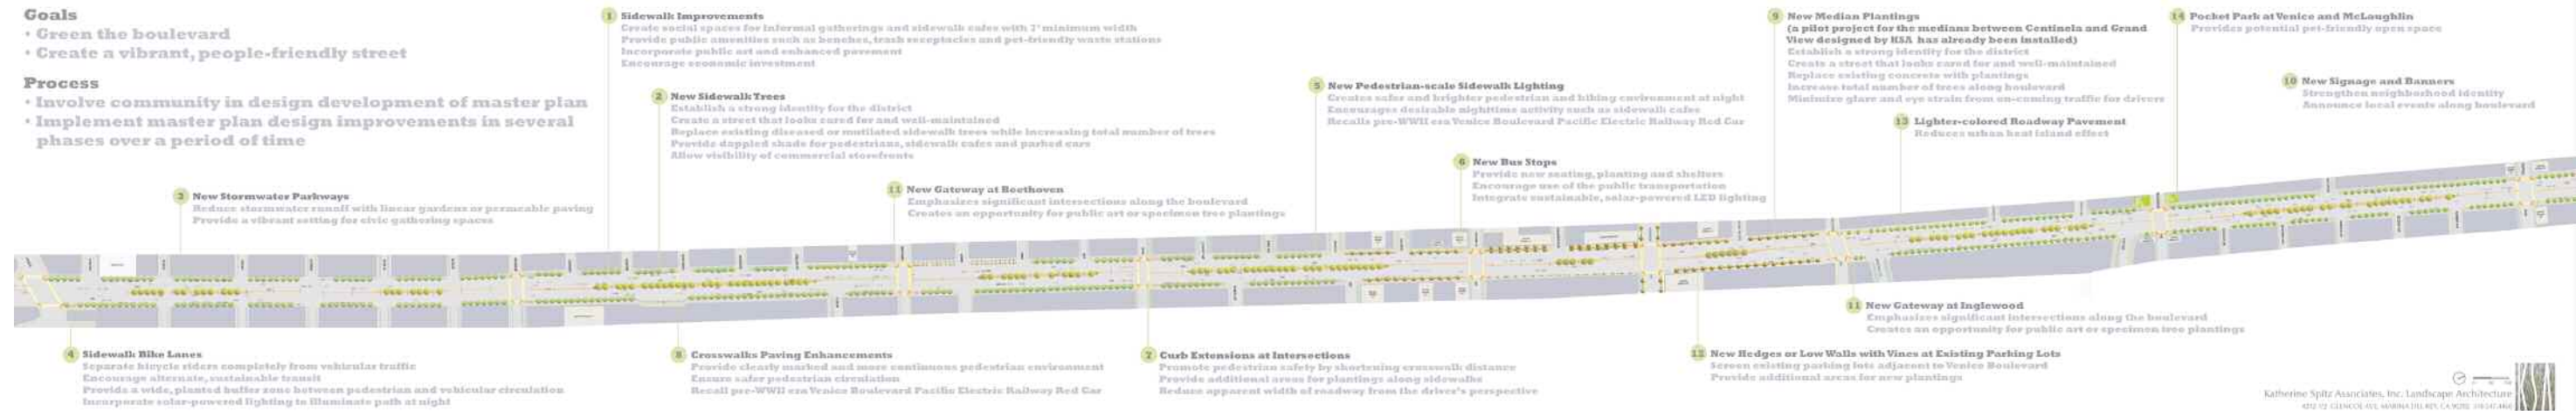 Goals
• Green the boulevard
• Create a vibrant, people-friendly street
Process
• Involve community in design development of master plan
• Implement master plan design improvements in several
phases over a period of time
3 New Stormwater Parkways
Reduce stormwater runoff with linear gardens or permeable paving
Provide a vibrant setting for civic gathering spaces
1 Sidewalk Improvements
Create social spaces for informal gatherings and sidewalk cafes with 7' minimum width
Provide public amenities such as benches, trash receptacles and pet-friendly waste stations
Incorporate public art and enhanced pavement
Encourage economic investment
2 New Sidewalk Trees
Establish a strong identity for the district
Create a street that looks cared for and well-maintained
Replace existing diseased or mutilated sidewalk trees while increasing total number of trees
Provide dappled shade for pedestrians, sidewalk cafes and parked cars
Allow visibility of commercial storefronts
11 New Gateway at Beethoven
Emphasizes significant intersections along the boulevard
Creates an opportunity for public art or specimen tree plantings
5 New Pedestrian-scale Sidewalk Lighting
Creates safer and brighter pedestrian and biking environment at night
Encourages desirable nighttime activity such as sidewalk cafes
Recalls pre-WWII era Venice Boulevard Pacific Electric Railway Red Car
6 New Bus Stops
Provide new seating, planting and shelters
Encourage use of the public transportation
Integrate sustainable, solar-powered LED lighting
9 New Median Plantings
(a pilot project for the medians between Centinela and Grand
View designed by KSA has already been installed)
Establish a strong identity for the district
Create a street that looks cared for and well-maintained
Replace existing concrete with plantings
Increase total number of trees along boulevard
Minimize glare and eye strain from on-coming traffic for drivers
13 Lighter-colored Roadway Pavement
Reduces urban heat island effect
14 Pocket Park at Venice and McLaughlin
Provides potential pet-friendly open space
10 New Signage and Banners
Strengthen neighborhood identity
Announce local events along boulevard
4 Sidewalk Bike Lanes
Separate bicycle riders completely from vehicular traffic
Encourage alternate, sustainable transit
Provide a wide, planted buffer zone between pedestrian and vehicular circulation
Incorporate solar-powered lighting to illuminate path at night
8 Crosswalks Paving Enhancements
Provide clearly marked and more continuous pedestrian environment
Ensure safer pedestrian circulation
Recall pre-WWII era Venice Boulevard Pacific Electric Railway Red Car
7 Curb Extensions at Intersections
Promote pedestrian safety by shortening crosswalk distance
Provide additional areas for plantings along sidewalks
Reduce apparent width of roadway from the driver's perspective
12 New Hedges or Low Walls with Vines at Existing Parking Lots
Screen existing parking lots adjacent to Venice Boulevard
Provide additional areas for new plantings
11 New Gateway at Inglewood
Emphasizes significant intersections along the boulevard
Creates an opportunity for public art or specimen tree plantings
Katherine Spitz Associates, Inc. Landscape Architecture
GLENCOE AVE, MARINA DEL REY, CA